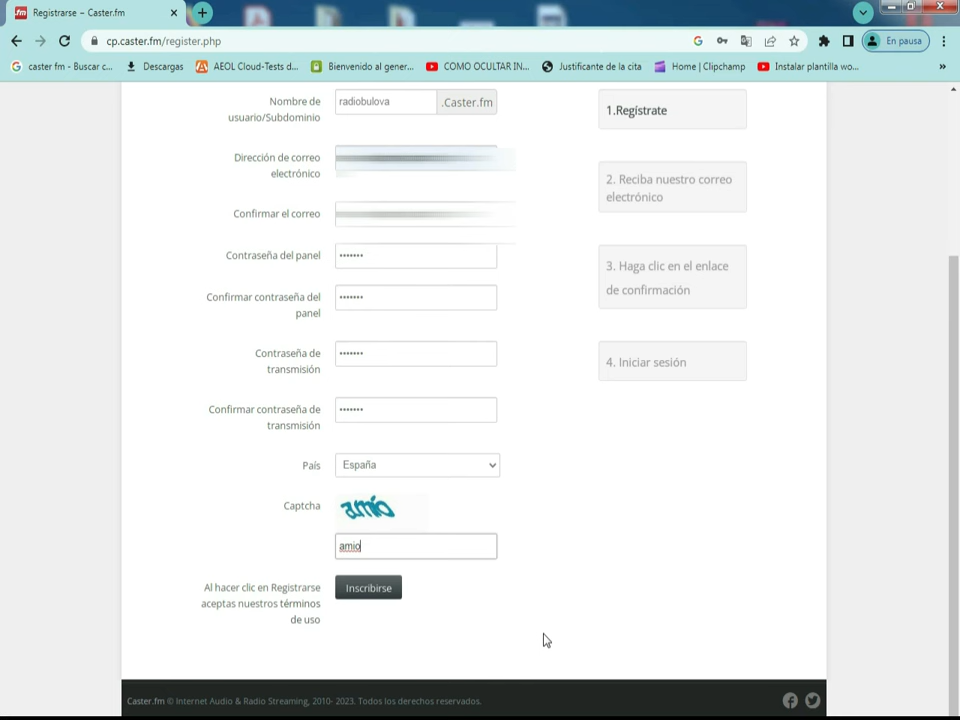 Registrarse – Caster.fm
cp.caster.fm/register.php
En pausa
caster fm - Buscar c...
Descargas
AEOL Cloud-Tests d...
Bienvenido al gener...
COMO OCULTAR IN...
Justificante de la cita
Home | Clipchamp
Instalar plantilla wo...
»
Nombre de
usuario/Subdominio
radiobulova
.Caster.fm
Dirección de correo
electrónico
Confirmar el correo
Contraseña del panel
•••••••
Confirmar contraseña del
panel
•••••••
Contraseña de
transmisión
•••••••
Confirmar contraseña de
transmisión
•••••••
País
España
Captcha
amio
amio
Al hacer clic en Registrarse
aceptas nuestros términos
de uso
Inscribirse
1.Regístrate
2. Reciba nuestro correo
electrónico
3. Haga clic en el enlace
de confirmación
4. Iniciar sesión
Caster.fm © Internet Audio & Radio Streaming, 2010- 2023. Todos los derechos reservados.